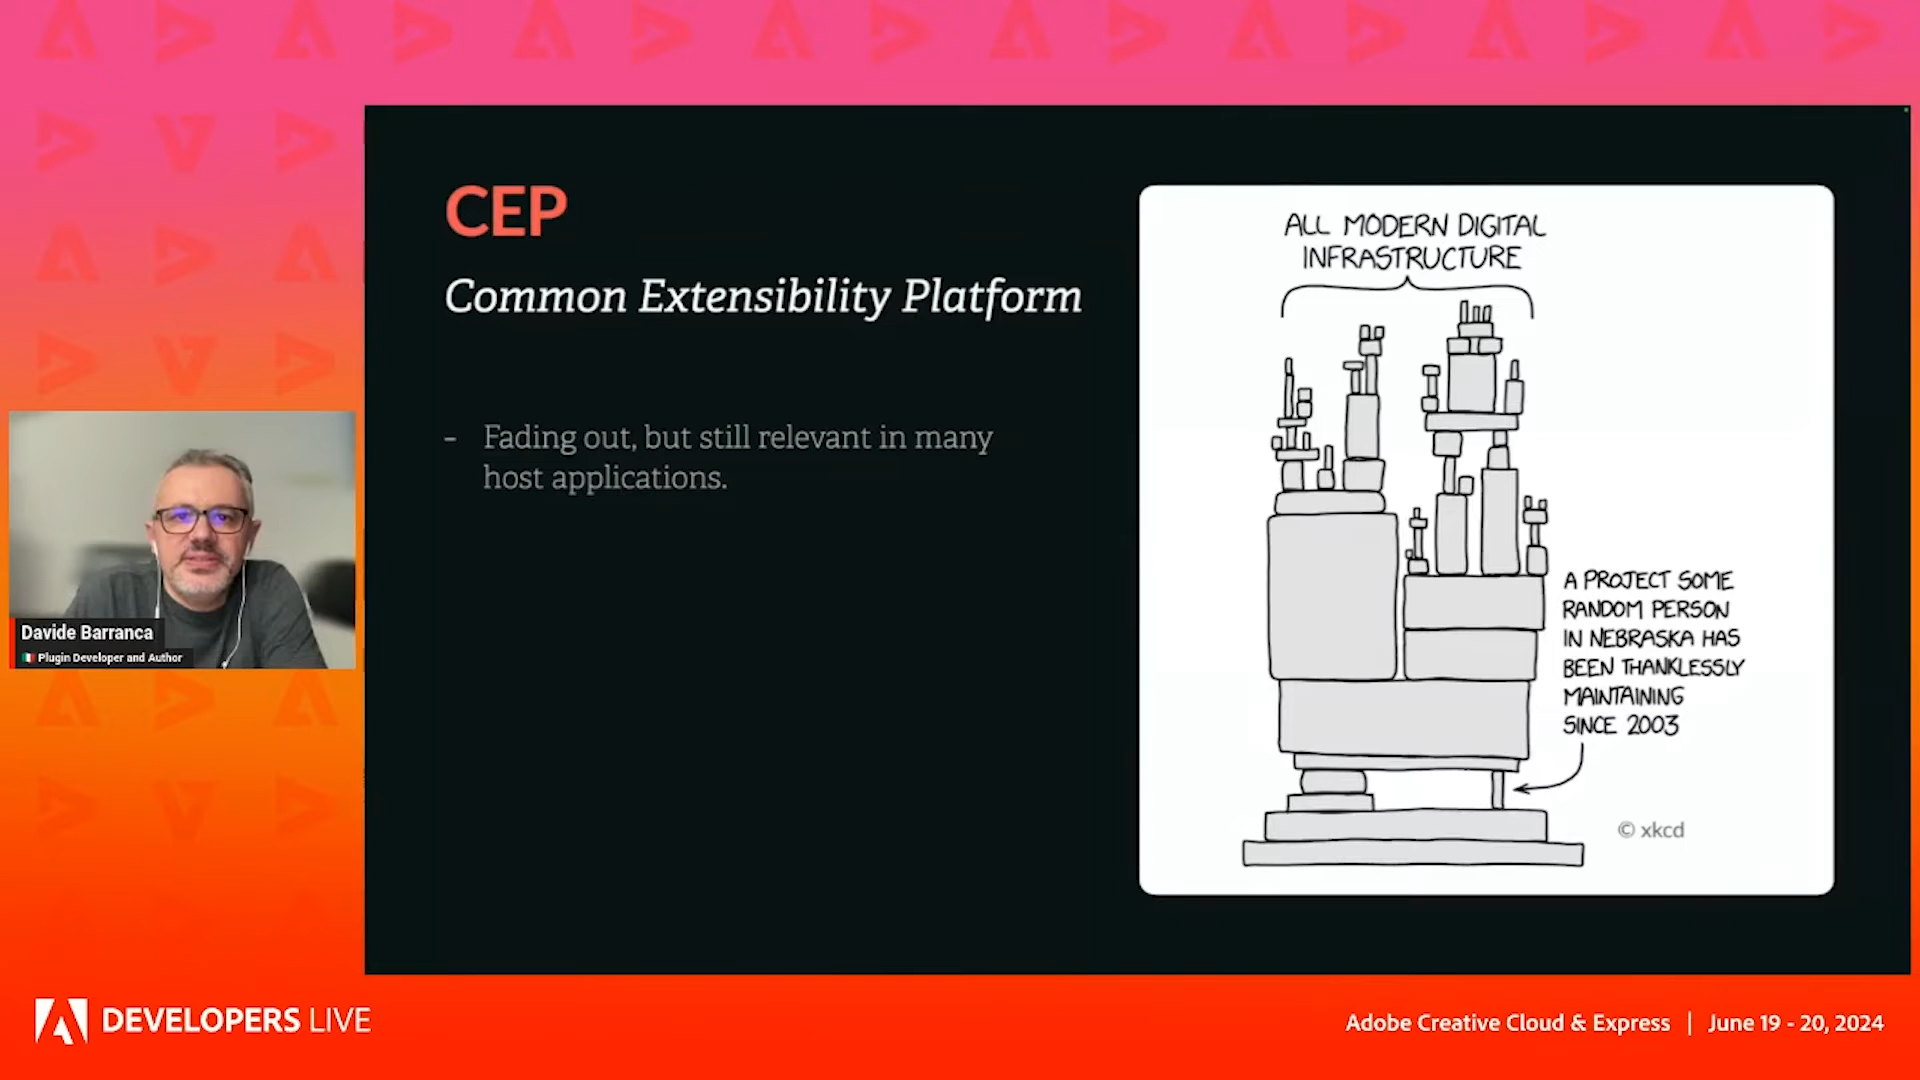 CEP
Common Extensibility Platform
- Fading out, but still relevant in many
host applications.
ALL MODERN DIGITAL
INFRASTRUCTURE
A PROJECT SOME
RANDOM PERSON
IN NEBRASKA HAS
BEEN THANKLESSLY
MAINTAINING
SINCE 2003
© xkcd
Davide Barranca
Plugin Developer and Author
DEVELOPERS LIVE
Adobe Creative Cloud & Express | June 19 - 20, 2024